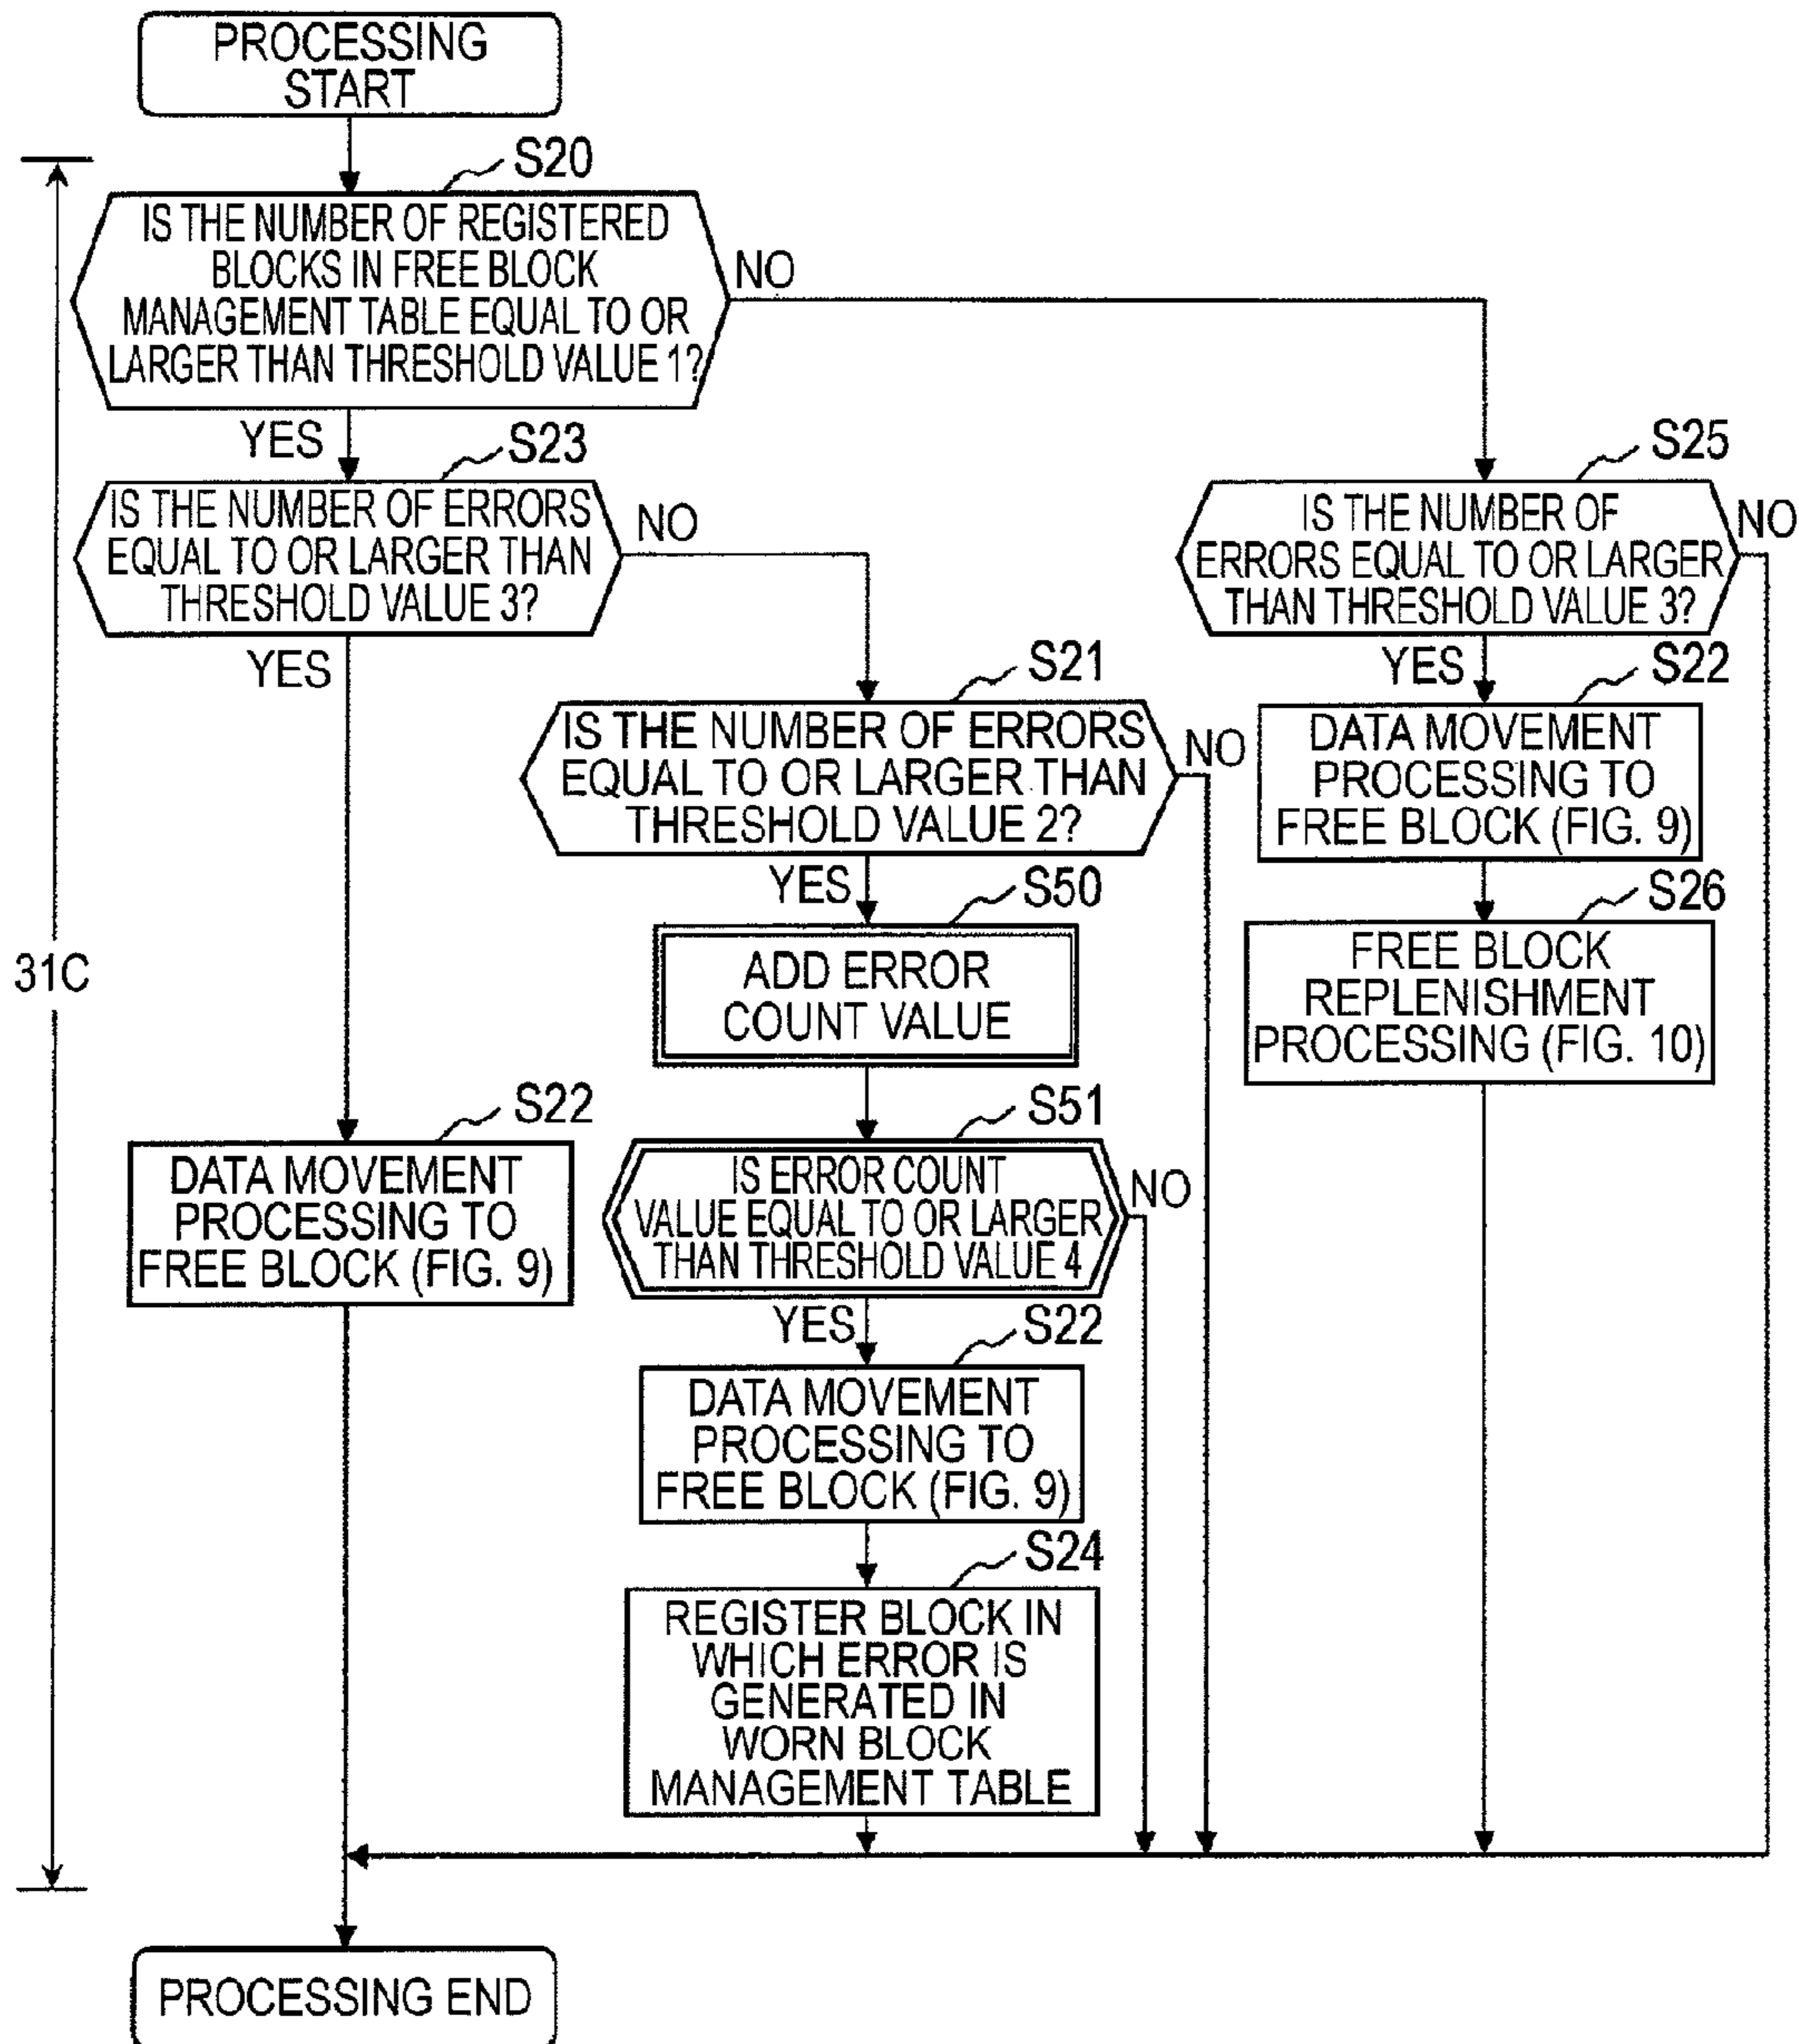 PROCESSING
START
S20
IS THE NUMBER OF REGISTERED
BLOCKS IN FREE BLOCK
MANAGEMENT TABLE EQUAL TO OR
LARGER THAN THRESHOLD VALUE 1?
NO
YES
S23
IS THE NUMBER OF ERRORS
EQUAL TO OR LARGER THAN
THRESHOLD VALUE 3?
NO
YES
S25
IS THE NUMBER OF
ERRORS EQUAL TO OR LARGER
THAN THRESHOLD VALUE 3?
NO
YES
S21
IS THE NUMBER OF ERRORS
EQUAL TO OR LARGER THAN
THRESHOLD VALUE 2?
NO
YES
S22
DATA MOVEMENT
PROCESSING TO
FREE BLOCK (FIG. 9)
S50
ADD ERROR
COUNT VALUE
S26
FREE BLOCK
REPLENISHMENT
PROCESSING (FIG. 10)
31C
S22
DATA MOVEMENT
PROCESSING TO
FREE BLOCK (FIG. 9)
S51
IS ERROR COUNT
VALUE EQUAL TO OR LARGER
THAN THRESHOLD VALUE 4
NO
YES
S22
DATA MOVEMENT
PROCESSING TO
FREE BLOCK (FIG. 9)
S24
REGISTER BLOCK IN
WHICH ERROR IS
GENERATED IN
WORN BLOCK
MANAGEMENT TABLE
PROCESSING END